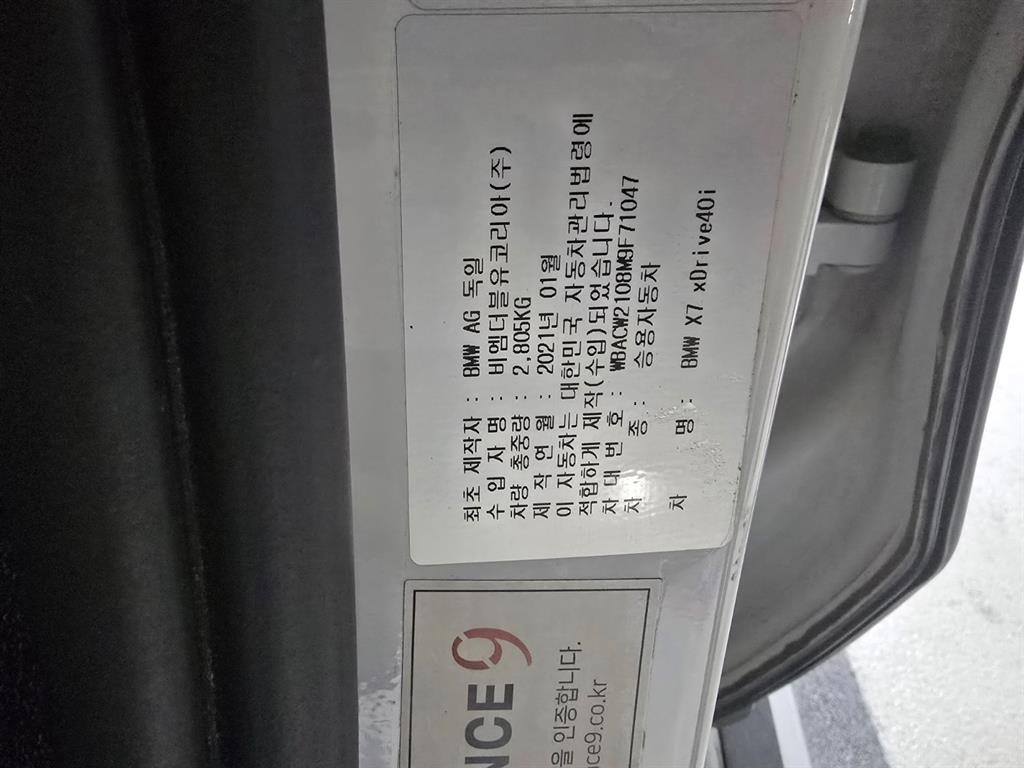 최초 제작자 : BMW AG 독일
수 입 자 명 : 비엠더블유코리아(주)
차량 총중량 : 2,805KG
제 작 연 월 : 2021년 01월
이 자동차는 대한민국 자동차관리법령에
적합하게 제작(수입)되었습니다.
차 대 번 호 : WBACW2108M9F71047
차 종 : 승용자동차
차 명 : BMW X7 xDrive40i
NCE9
을 인증합니다.
nce9.co.kr